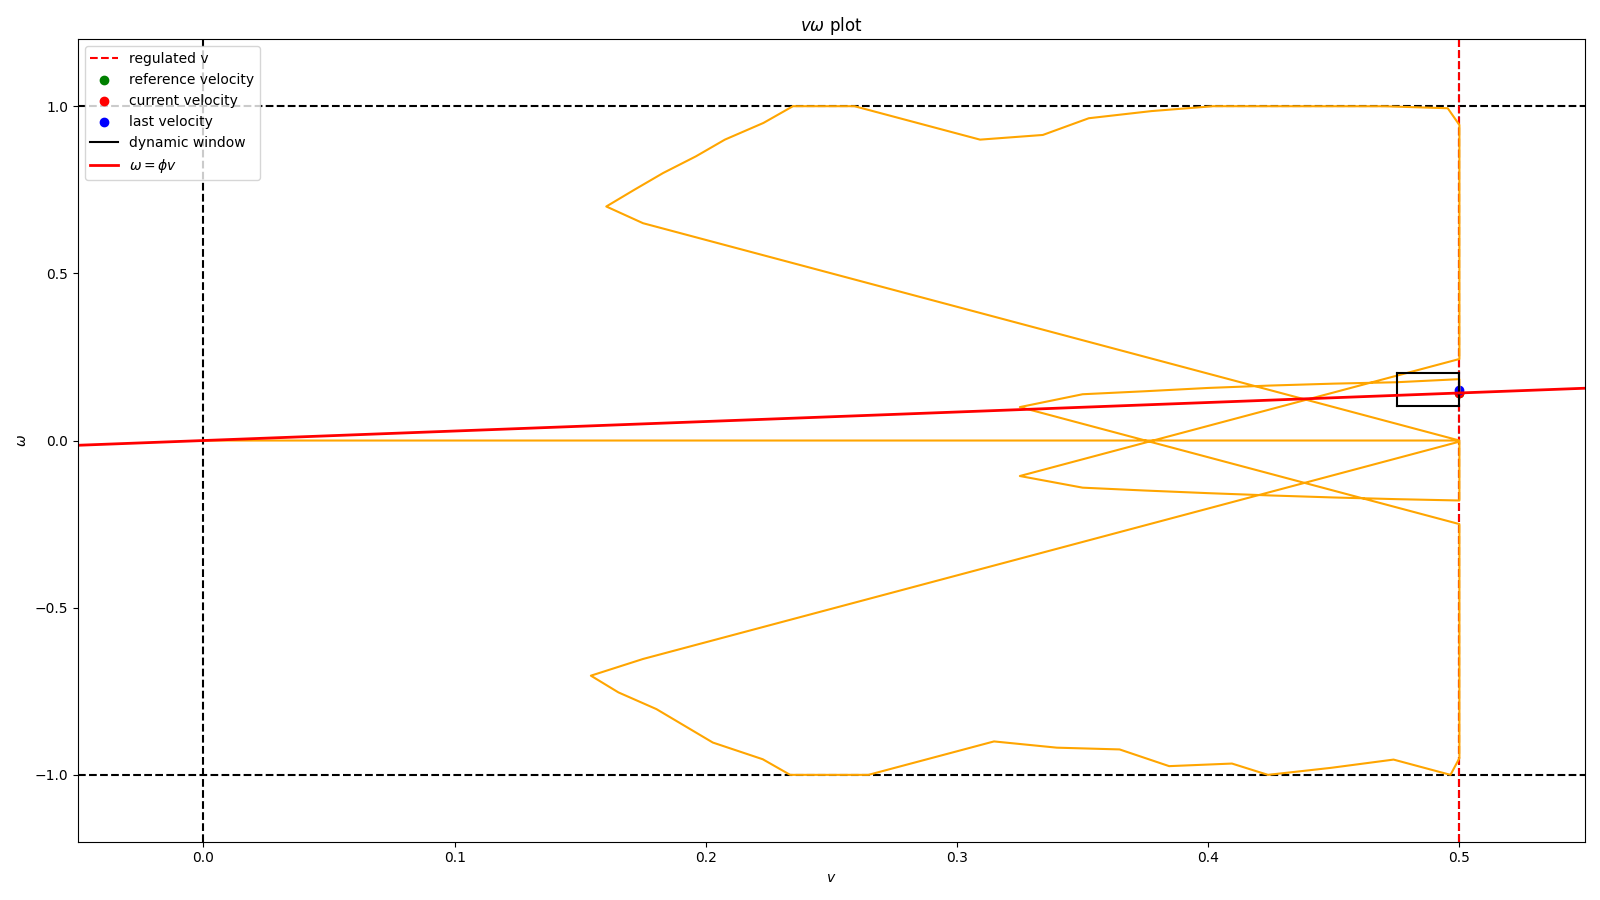 vω plot
regulated v
reference velocity
current velocity
last velocity
dynamic window
ω = ϕv
1.0
0.5
0.0
−0.5
−1.0
ω
0.0
0.1
0.2
0.3
0.4
0.5
v